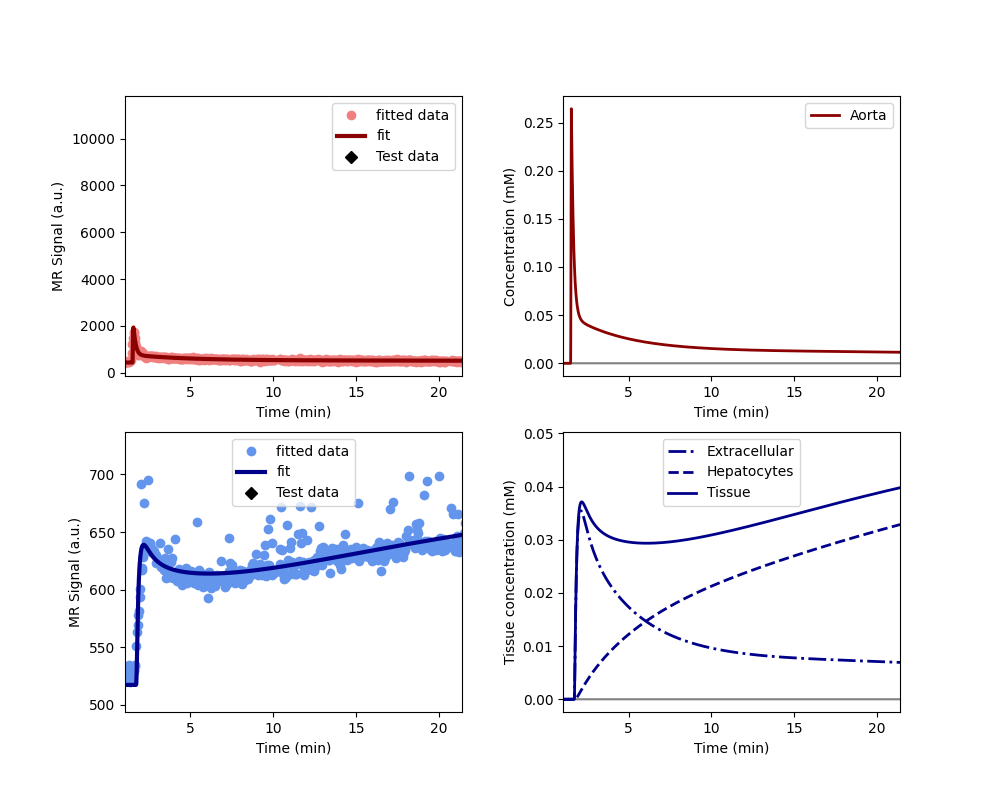 MR Signal (a.u.)
10000
8000
6000
4000
2000
0
5
10
15
20
Time (min)
fitted data
fit
Test data
Concentration (mM)
0.25
0.20
0.15
0.10
0.05
0.00
5
10
15
20
Time (min)
Aorta
MR Signal (a.u.)
700
650
600
550
500
5
10
15
20
Time (min)
fitted data
fit
Test data
Tissue concentration (mM)
0.05
0.04
0.03
0.02
0.01
0.00
5
10
15
20
Time (min)
Extracellular
Hepatocytes
Tissue